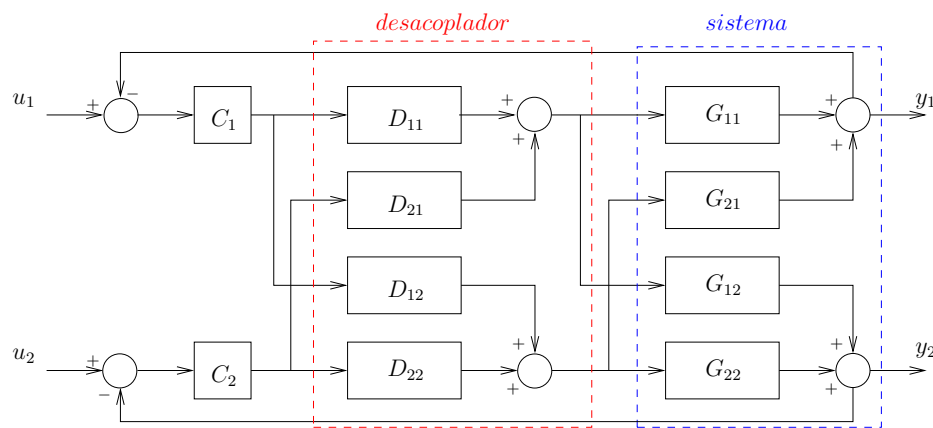 desacoplador sistema
u₁ + − C₁ D₁₁ + + G₁₁ + + y₁
D₂₁ G₂₁
D₁₂ G₁₂
u₂ + − C₂ D₂₂ + + G₂₂ + + y₂